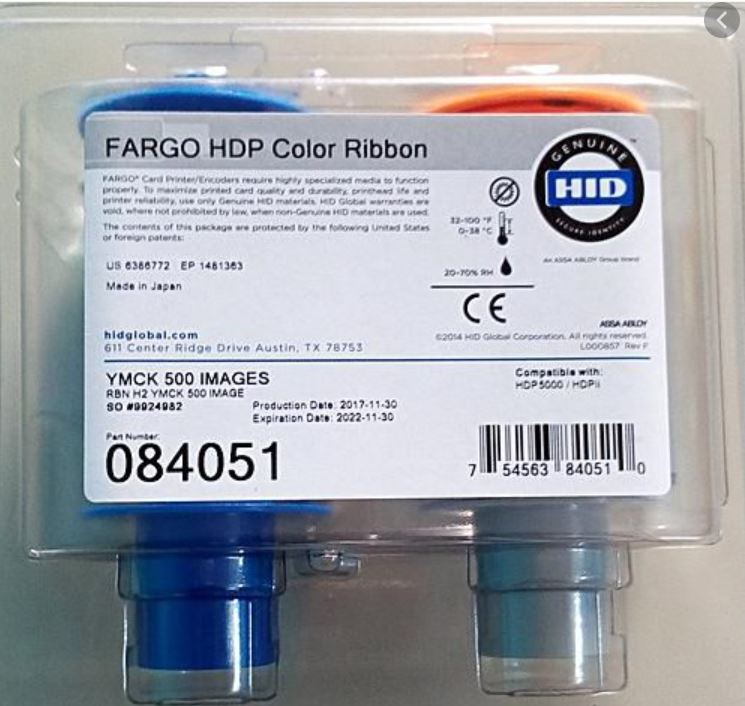 FARGO HDP Color Ribbon
FARGO® Card Printer/Encoders require highly specialized media to function
properly. To maximize printed card quality and durability, printhead life and
printer reliability, use only Genuine HID materials. HID Global warranties are
void, where not prohibited by law, when non-Genuine HID materials are used.
The contents of this package are protected by the following United States
or foreign patents:
US 6386772 EP 1481363
Made in Japan
GENUINE
HID
SECURE IDENTITY
™
An ASSA ABLOY Group brand
32-100 °F
0-38 °C
20-70% RH
CE
ASSA ABLOY
hidglobal.com
611 Center Ridge Drive Austin, TX 78753
©2014 HID Global Corporation. All rights reserved.
L000857 Rev F
YMCK 500 IMAGES
RBN H2 YMCK 500 IMAGE
SO #9924982
Production Date: 2017-11-30
Expiration Date: 2022-11-30
Compatible with:
HDP5000 / HDPii
Part Number:
084051
7 54563 84051 0